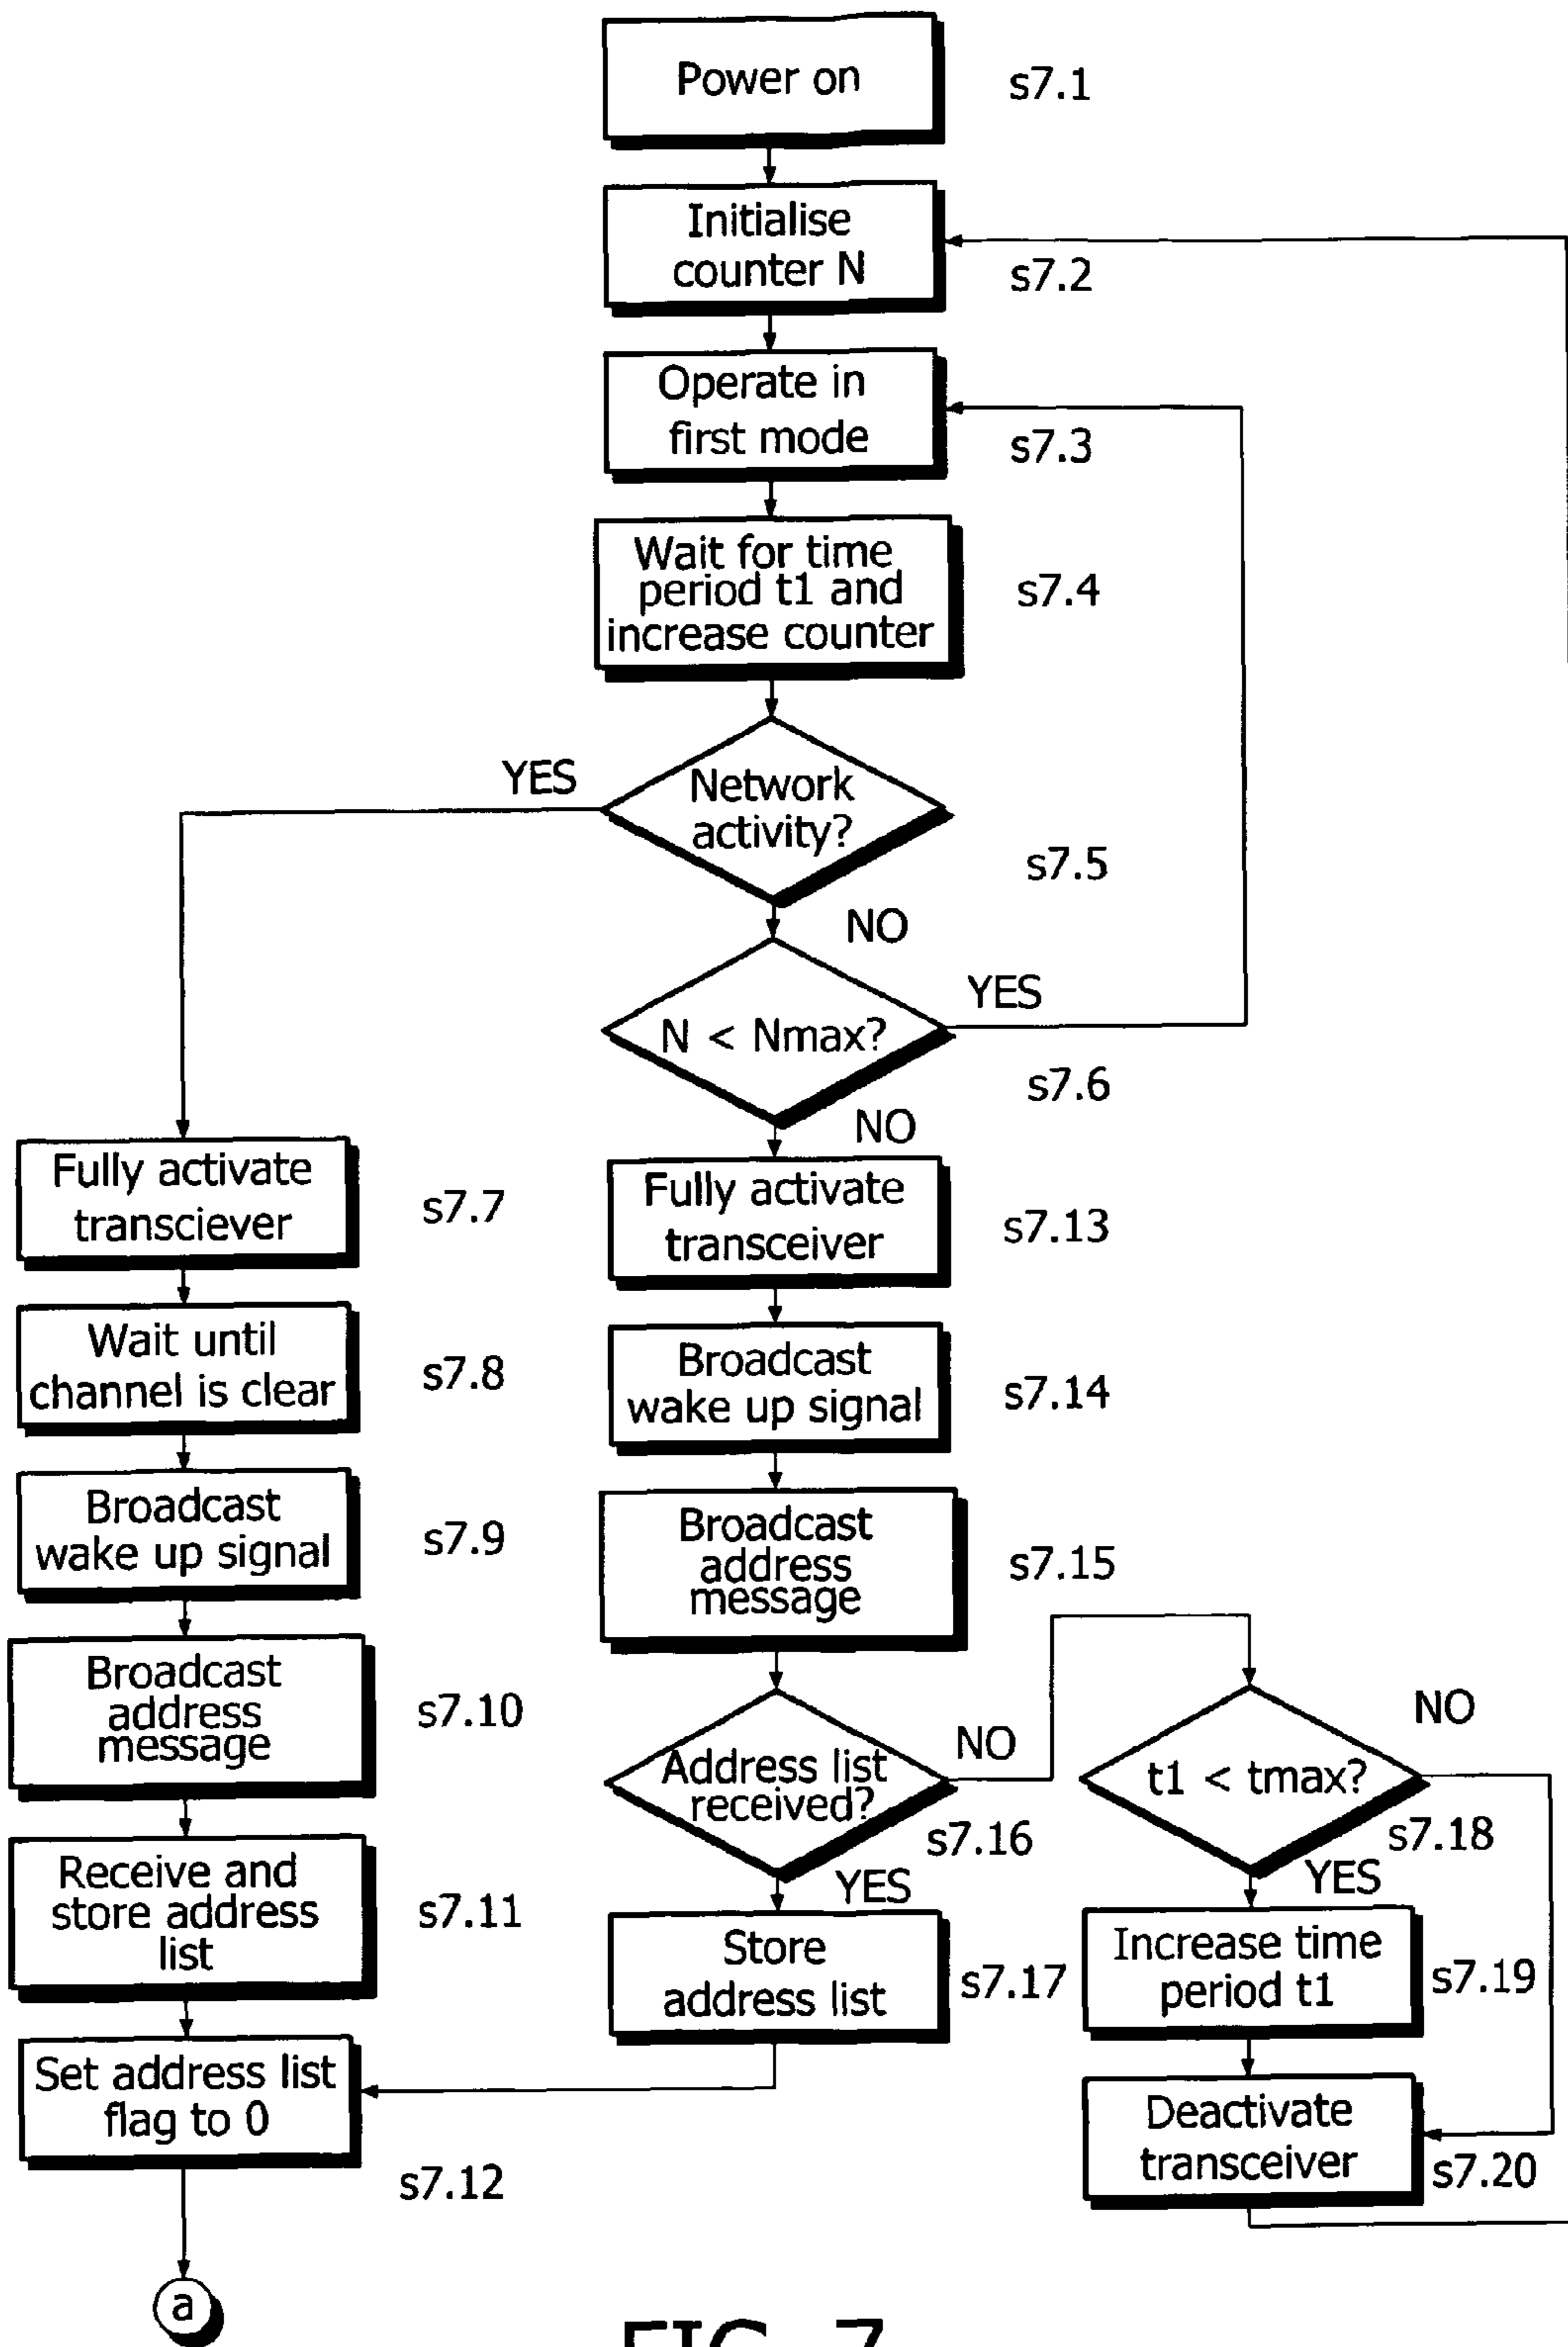 Power on
s7.1
Initialise
counter N
s7.2
Operate in
first mode
s7.3
Wait for time
period t1 and
increase counter
s7.4
YES
Network
activity?
s7.5
NO
N < Nmax?
YES
s7.6
NO
Fully activate
transciever
s7.7
Wait until
channel is clear
s7.8
Broadcast
wake up signal
s7.9
Broadcast
address
message
s7.10
Receive and
store address
list
s7.11
Set address list
flag to 0
s7.12
a
Fully activate
transceiver
s7.13
Broadcast
wake up signal
s7.14
Broadcast
address
message
s7.15
Address list
received?
NO
s7.16
YES
Store
address list
s7.17
t1 < tmax?
NO
s7.18
YES
Increase time
period t1
s7.19
Deactivate
transceiver
s7.20
FIG. 7